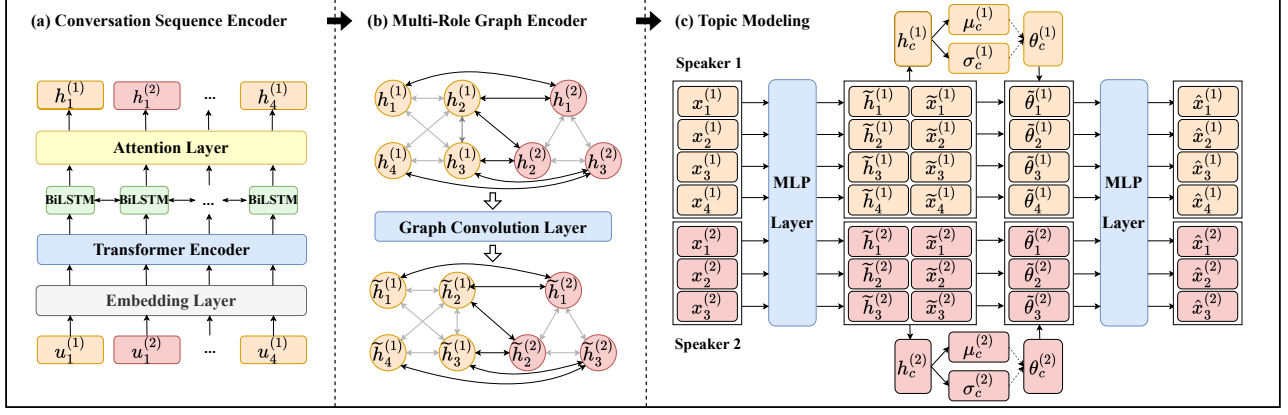 (a) Conversation Sequence Encoder
h_1^{(1)} h_1^{(2)} ... h_4^{(1)}
Attention Layer
BiLSTM BiLSTM ... BiLSTM
Transformer Encoder
Embedding Layer
u_1^{(1)} u_1^{(2)} ... u_4^{(1)}
(b) Multi-Role Graph Encoder
h_1^{(1)} h_2^{(1)} h_1^{(2)}
h_4^{(1)} h_3^{(1)} h_2^{(2)} h_3^{(2)}
Graph Convolution Layer
h̃_1^{(1)} h̃_2^{(1)} h̃_1^{(2)}
h̃_4^{(1)} h̃_3^{(1)} h̃_2^{(2)} h̃_3^{(2)}
(c) Topic Modeling
h_c^{(1)} μ_c^{(1)} θ_c^{(1)}
σ_c^{(1)}
Speaker 1
x_1^{(1)} h̃_1^{(1)} x̃_1^{(1)} θ̃_1^{(1)} x̂_1^{(1)}
x_2^{(1)} h̃_2^{(1)} x̃_2^{(1)} θ̃_2^{(1)} x̂_2^{(1)}
x_3^{(1)} h̃_3^{(1)} x̃_3^{(1)} θ̃_3^{(1)} x̂_3^{(1)}
x_4^{(1)} h̃_4^{(1)} x̃_4^{(1)} θ̃_4^{(1)} x̂_4^{(1)}
MLP MLP
Layer Layer
x_1^{(2)} h̃_1^{(2)} x̃_1^{(2)} θ̃_1^{(2)} x̂_1^{(2)}
x_2^{(2)} h̃_2^{(2)} x̃_2^{(2)} θ̃_2^{(2)} x̂_2^{(2)}
x_3^{(2)} h̃_3^{(2)} x̃_3^{(2)} θ̃_3^{(2)} x̂_3^{(2)}
Speaker 2
h_c^{(2)} μ_c^{(2)} θ_c^{(2)}
σ_c^{(2)}